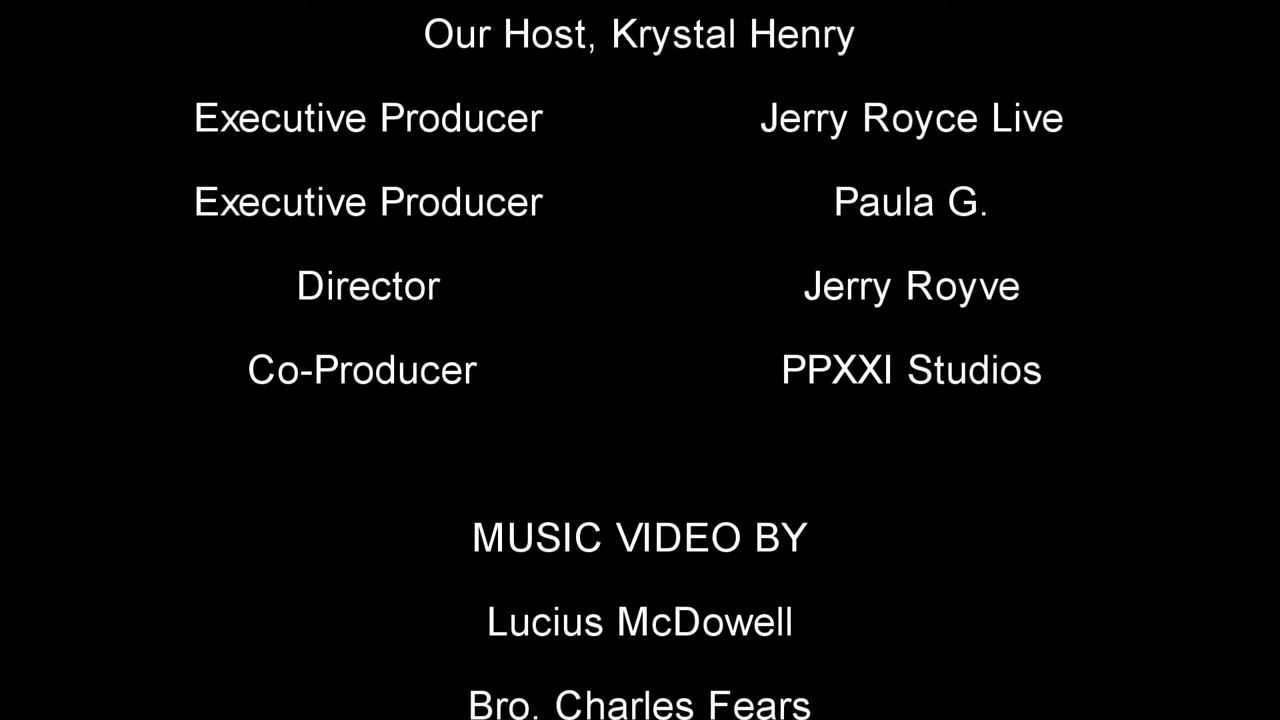 Our Host, Krystal Henry
Executive Producer Jerry Royce Live
Executive Producer Paula G.
Director Jerry Royve
Co-Producer PPXXI Studios
MUSIC VIDEO BY
Lucius McDowell
Bro. Charles Fears